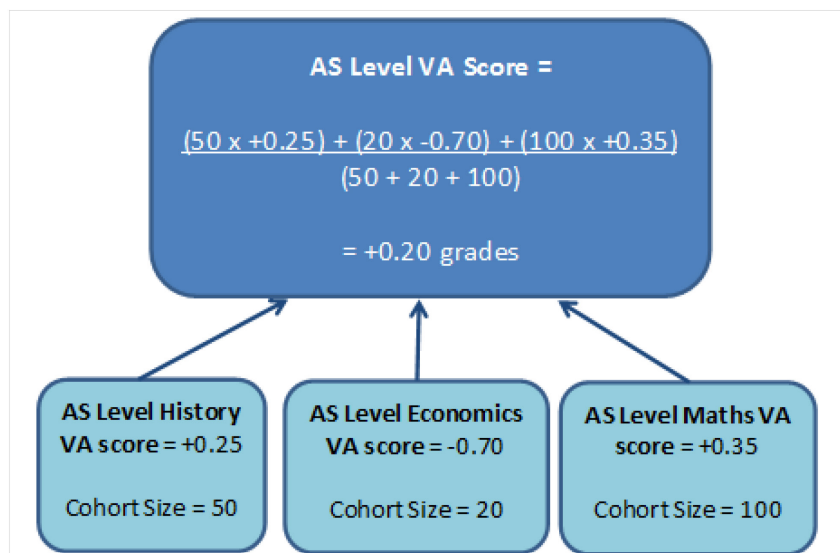 AS Level VA Score =
(50 x +0.25) + (20 x -0.70) + (100 x +0.35)
(50 + 20 + 100)
= +0.20 grades
AS Level History
VA score = +0.25
Cohort Size = 50
AS Level Economics
VA score = -0.70
Cohort Size = 20
AS Level Maths VA
score = +0.35
Cohort Size = 100